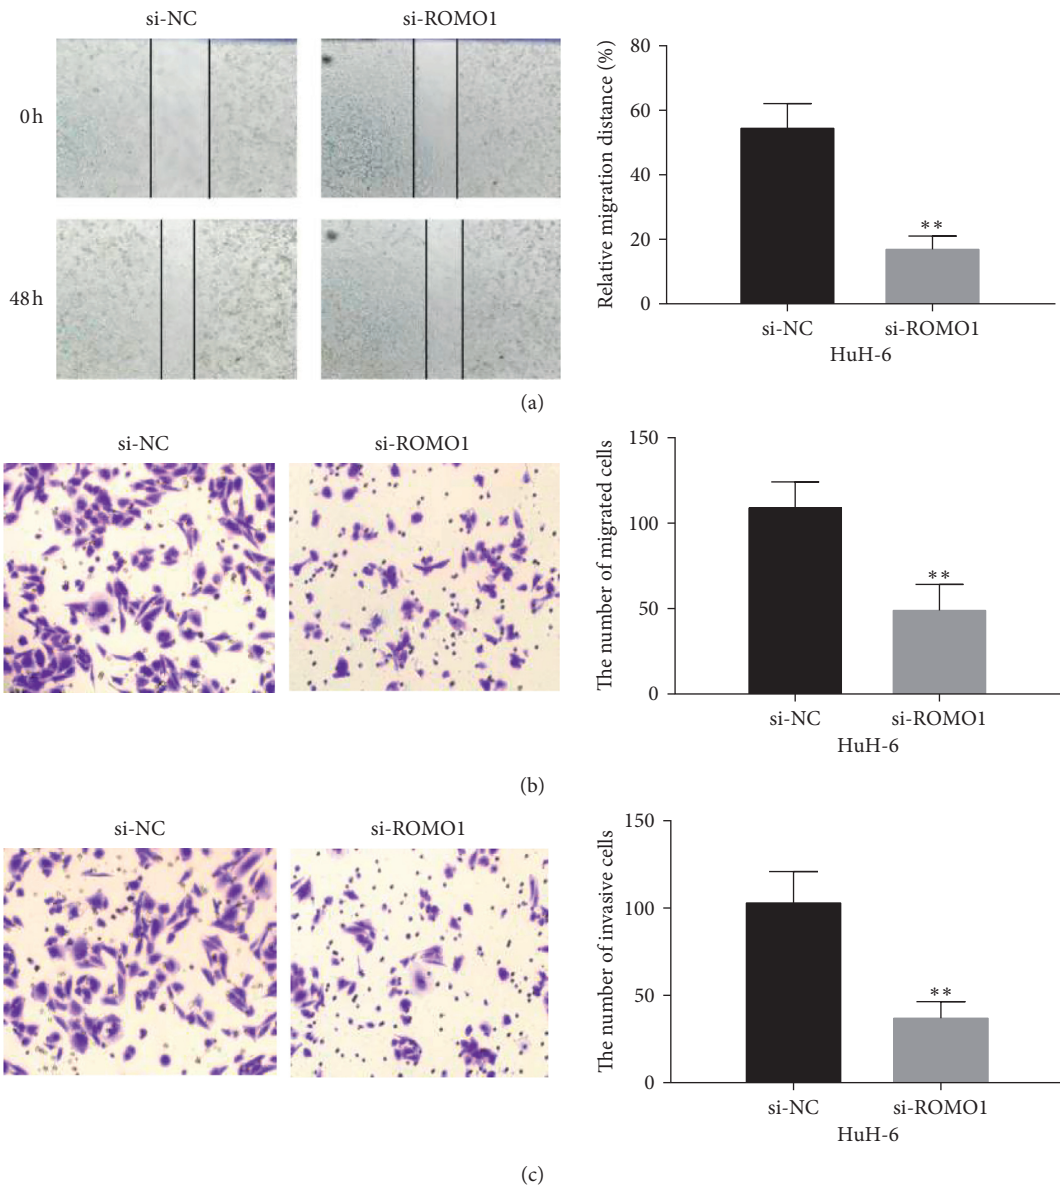 si-NC
si-ROMO1
0 h
48 h
Relative migration distance (%)
80
60
40
20
0
**
si-NC
si-ROMO1
HuH-6
(a)
si-NC
si-ROMO1
The number of migrated cells
150
100
50
0
**
si-NC
si-ROMO1
HuH-6
(b)
si-NC
si-ROMO1
The number of invasive cells
150
100
50
0
**
si-NC
si-ROMO1
HuH-6
(c)